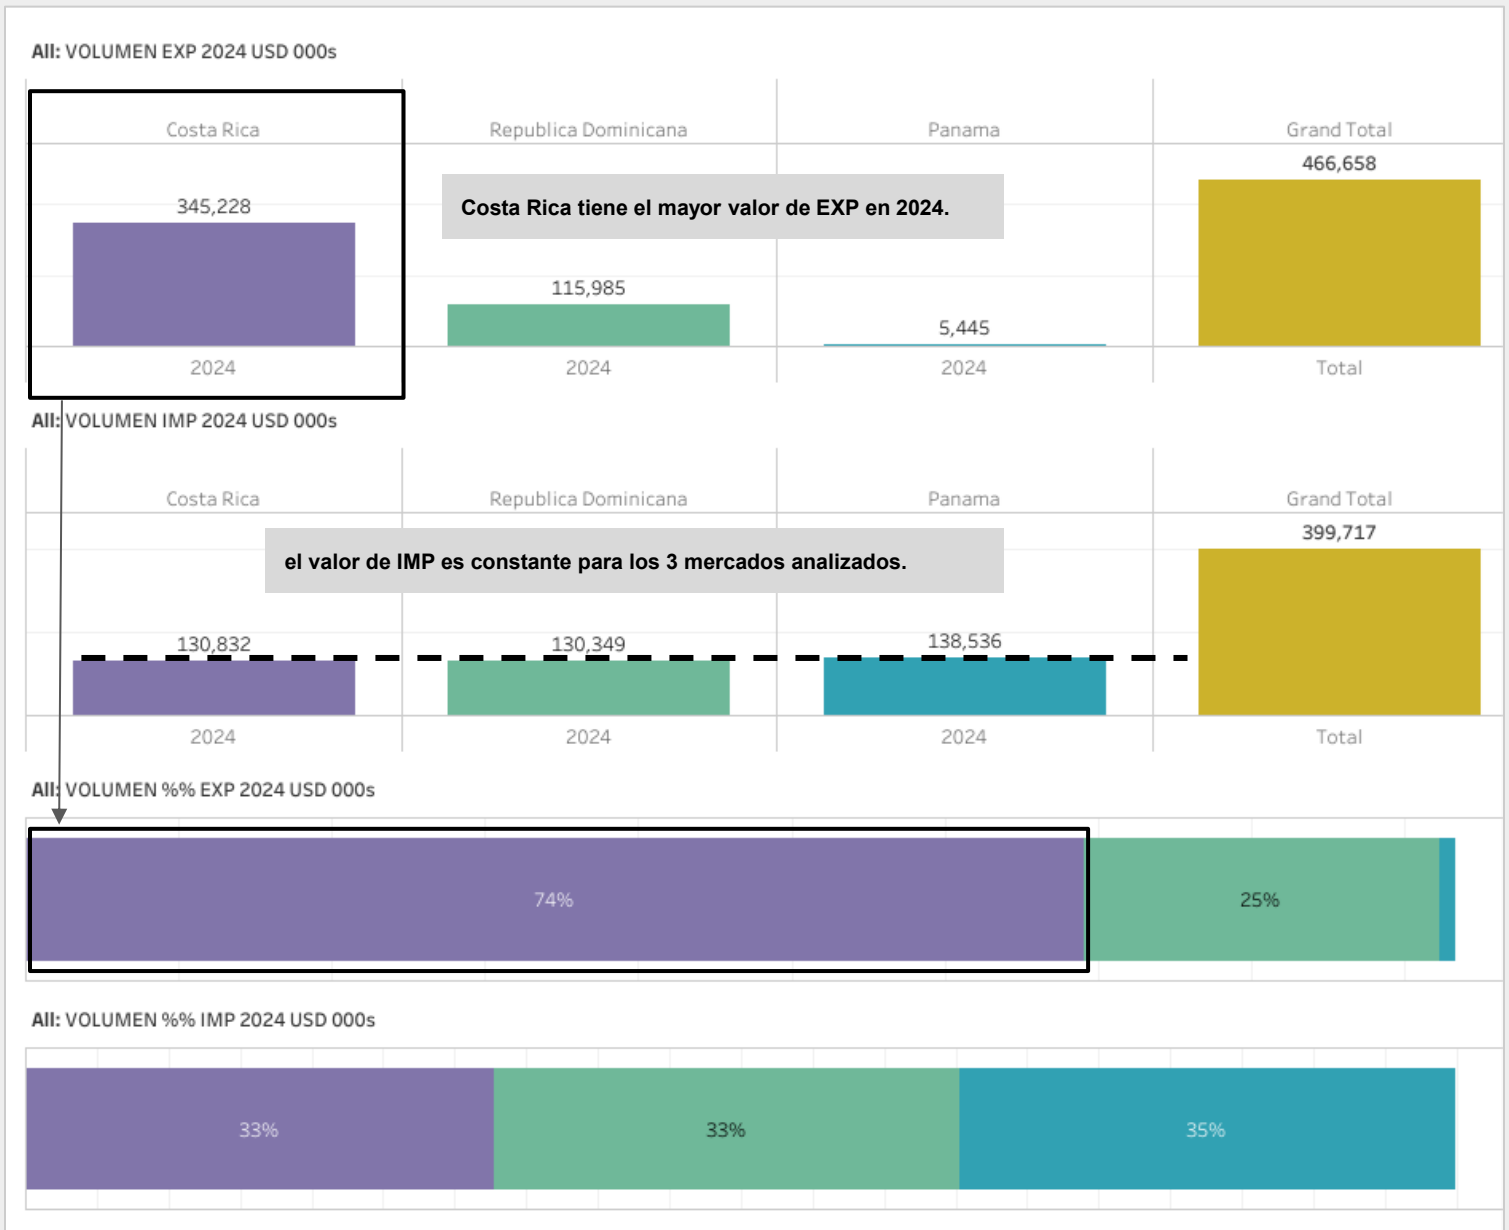 All: VOLUMEN EXP 2024 USD 000s
Costa Rica
Republica Dominicana
Panama
Grand Total
466,658
345,228
Costa Rica tiene el mayor valor de EXP en 2024.
115,985
5,445
2024
2024
2024
Total
All: VOLUMEN IMP 2024 USD 000s
Costa Rica
Republica Dominicana
Panama
Grand Total
399,717
el valor de IMP es constante para los 3 mercados analizados.
130,832
130,349
138,536
2024
2024
2024
Total
All: VOLUMEN %% EXP 2024 USD 000s
74%
25%
All: VOLUMEN %% IMP 2024 USD 000s
33%
33%
35%